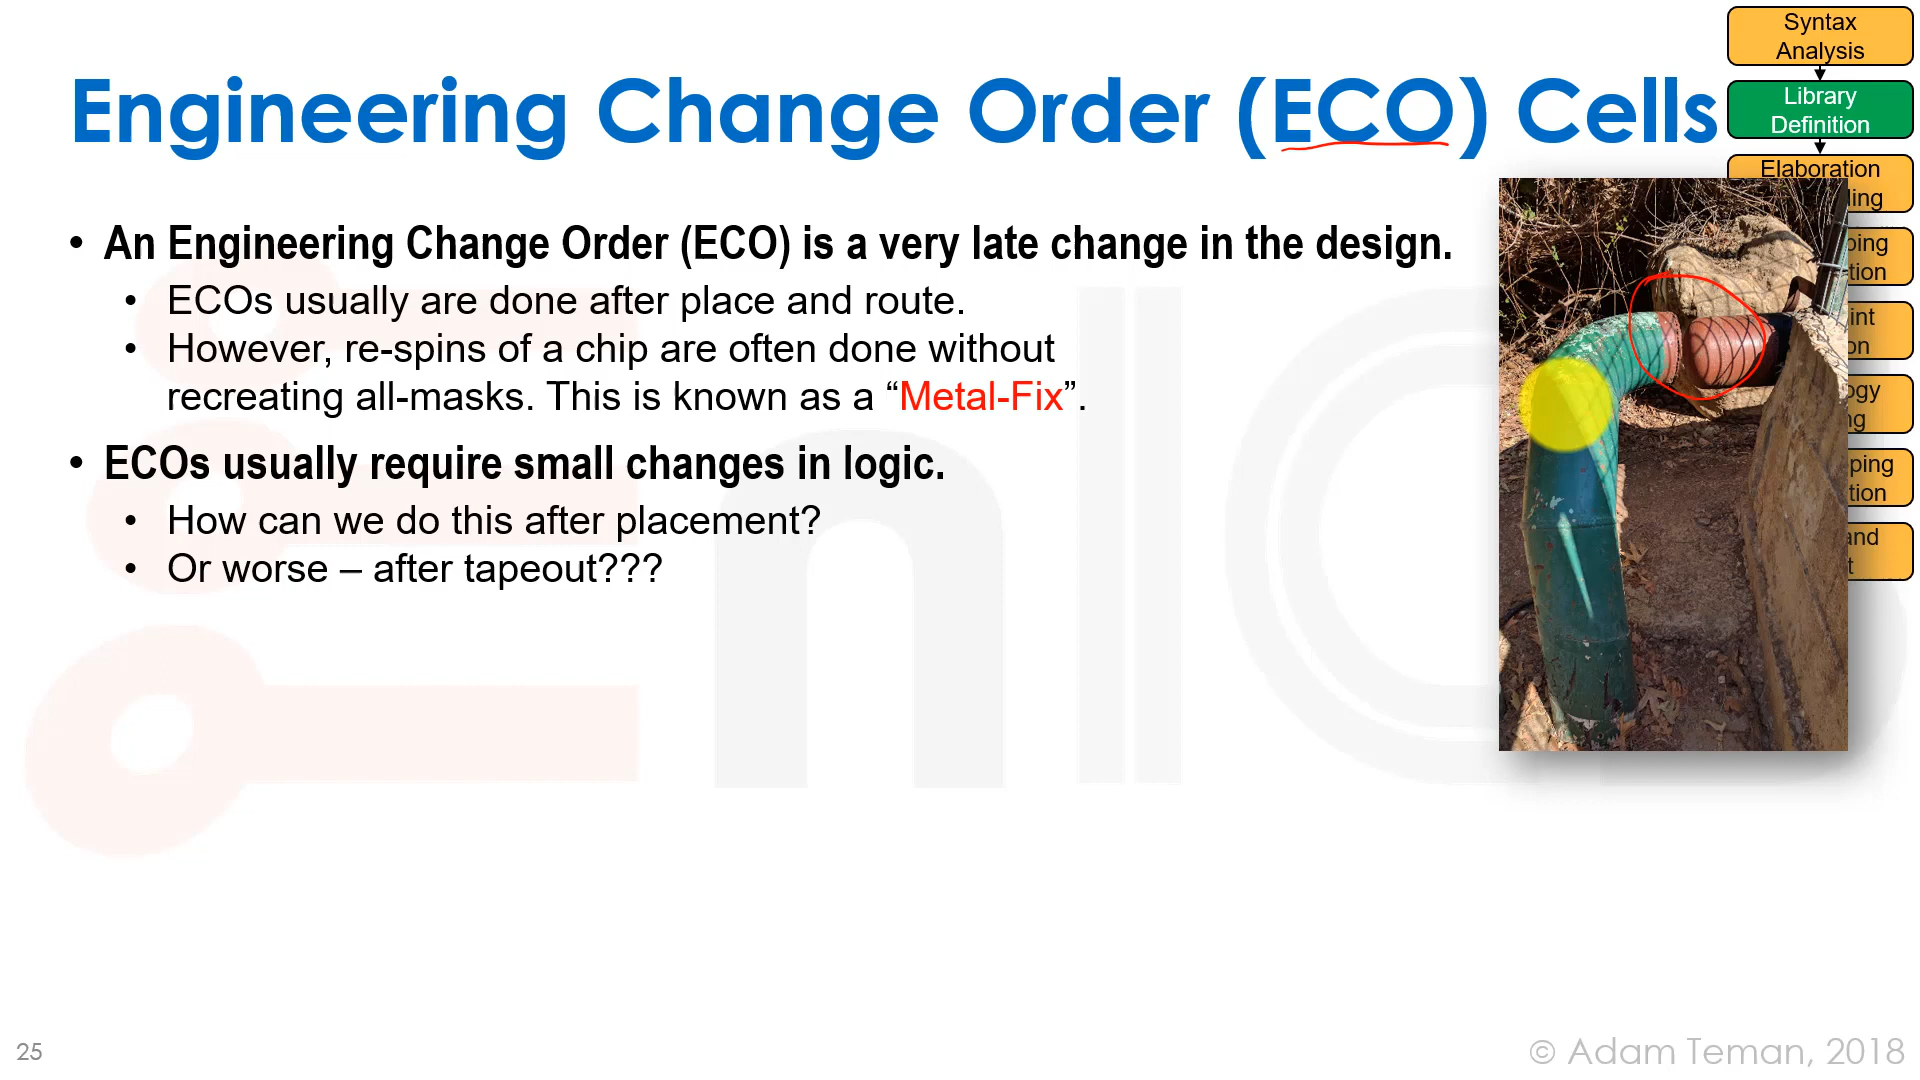 Engineering Change Order (ECO) Cells
• An Engineering Change Order (ECO) is a very late change in the design.
• ECOs usually are done after place and route.
• However, re-spins of a chip are often done without
recreating all-masks. This is known as a “Metal-Fix”.
• ECOs usually require small changes in logic.
• How can we do this after placement?
• Or worse – after tapeout???
Syntax
Analysis
Library
Definition
Elaboration
25
© Adam Teman, 2018